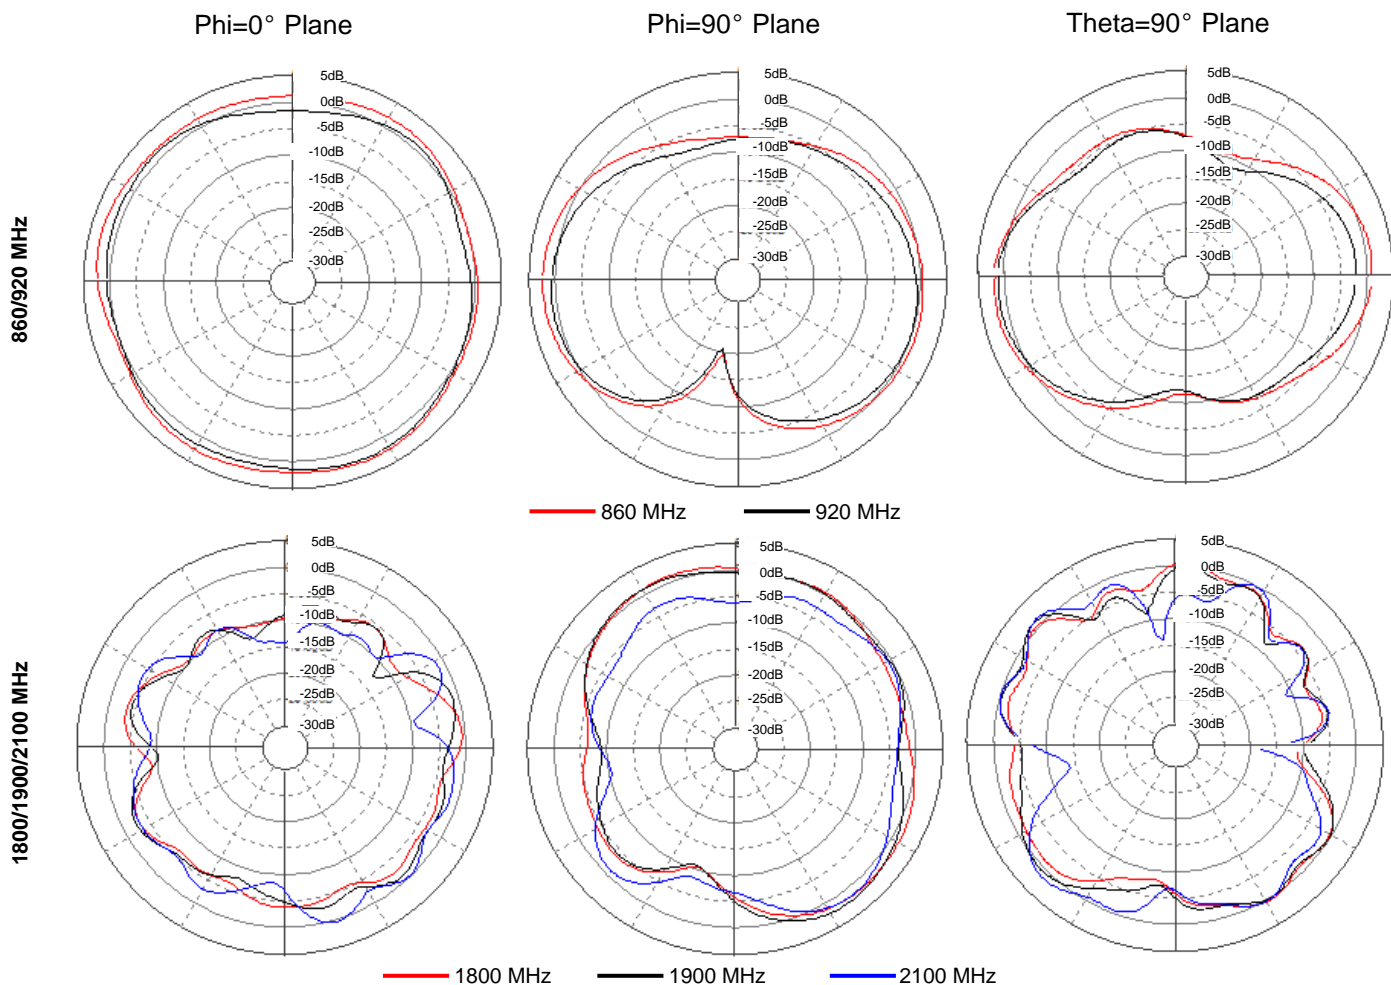 Phi=0° Plane
Phi=90° Plane
Theta=90° Plane
860/920 MHz
5dB
0dB
-5dB
-10dB
-15dB
-20dB
-25dB
-30dB
5dB
0dB
-5dB
-10dB
-15dB
-20dB
-25dB
-30dB
5dB
0dB
-5dB
-10dB
-15dB
-20dB
-25dB
-30dB
860 MHz
920 MHz
1800/1900/2100 MHz
5dB
0dB
-5dB
-10dB
-15dB
-20dB
-25dB
-30dB
5dB
0dB
-5dB
-10dB
-15dB
-20dB
-25dB
-30dB
5dB
0dB
-5dB
-10dB
-15dB
-20dB
-25dB
-30dB
1800 MHz
1900 MHz
2100 MHz